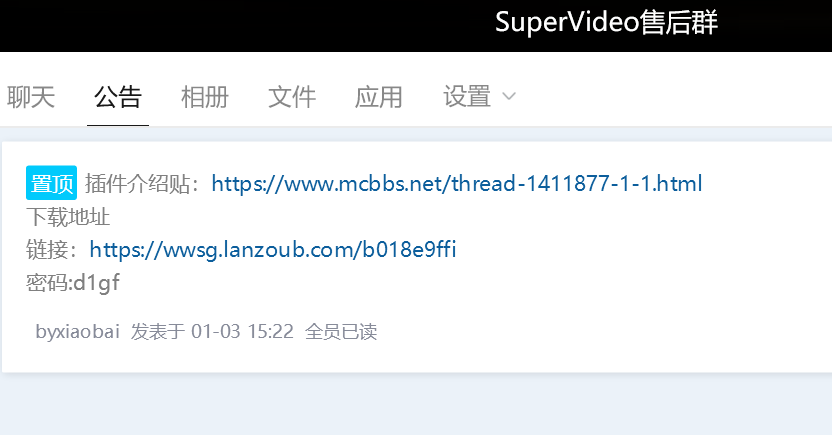 SuperVideo售后群
聊天 公告 相册 文件 应用 设置
置顶 插件介绍贴：https://www.mcbbs.net/thread-1411877-1-1.html
下载地址
链接：https://wwsg.lanzoub.com/b018e9ffi
密码:d1gf
byxiaobai 发表于 01-03 15:22 全员已读